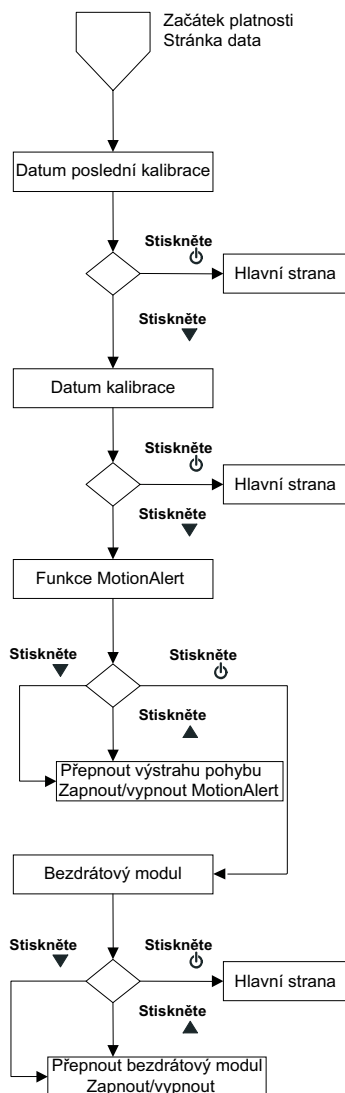 Začátek platnosti
Stránka data
Datum poslední kalibrace
Stiskněte
Hlavní strana
Stiskněte
Datum kalibrace
Stiskněte
Hlavní strana
Stiskněte
Funkce MotionAlert
Stiskněte
Stiskněte
Stiskněte
Přepnout výstrahu pohybu
Zapnout/vypnout MotionAlert
Bezdrátový modul
Stiskněte
Stiskněte
Hlavní strana
Stiskněte
Přepnout bezdrátový modul
Zapnout/vypnout